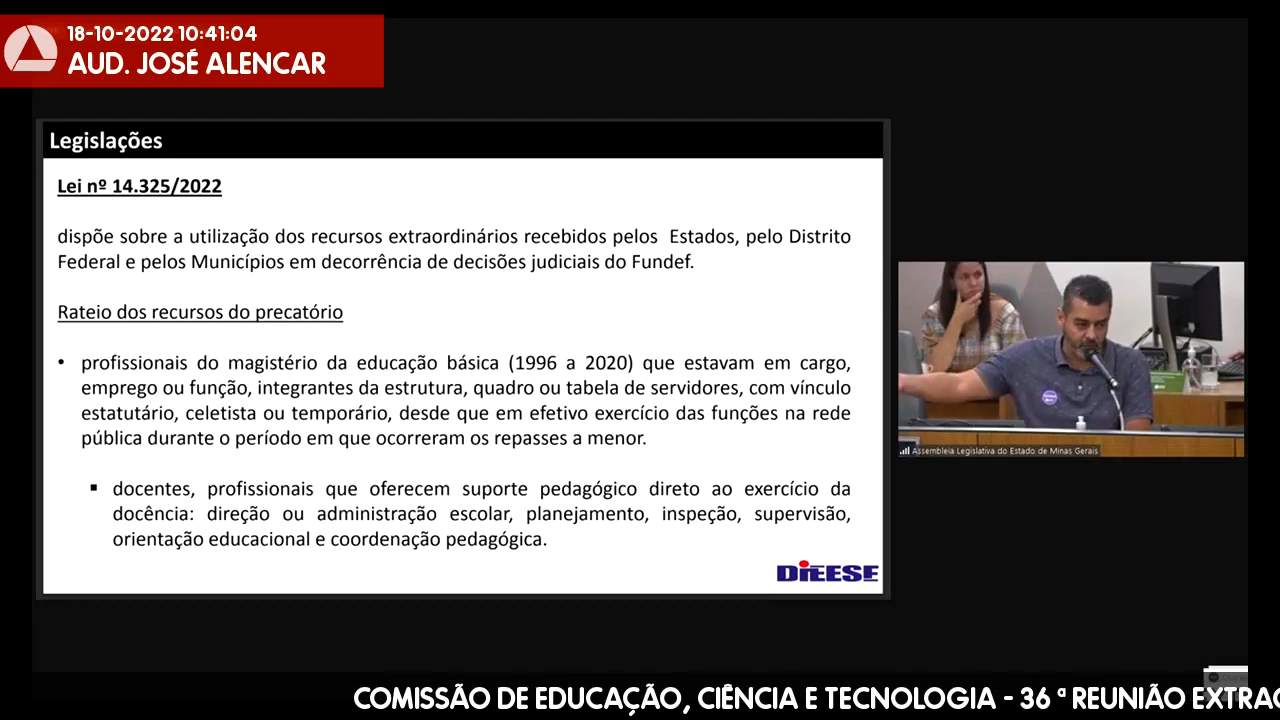 18-10-2022 10:41:04
AUD. JOSÉ ALENCAR
Legislações
Lei nº 14.325/2022
dispõe sobre a utilização dos recursos extraordinários recebidos pelos Estados, pelo Distrito
Federal e pelos Municípios em decorrência de decisões judiciais do Fundef.
Rateio dos recursos do precatório
• profissionais do magistério da educação básica (1996 a 2020) que estavam em cargo,
emprego ou função, integrantes da estrutura, quadro ou tabela de servidores, com vínculo
estatutário, celetista ou temporário, desde que em efetivo exercício das funções na rede
pública durante o período em que ocorreram os repasses a menor.
▪ docentes, profissionais que oferecem suporte pedagógico direto ao exercício da
docência: direção ou administração escolar, planejamento, inspeção, supervisão,
orientação educacional e coordenação pedagógica.
DIEESE
Assembleia Legislativa do Estado de Minas Gerais
COMISSÃO DE EDUCAÇÃO, CIÊNCIA E TECNOLOGIA - 36 ª REUNIÃO EXTRAO